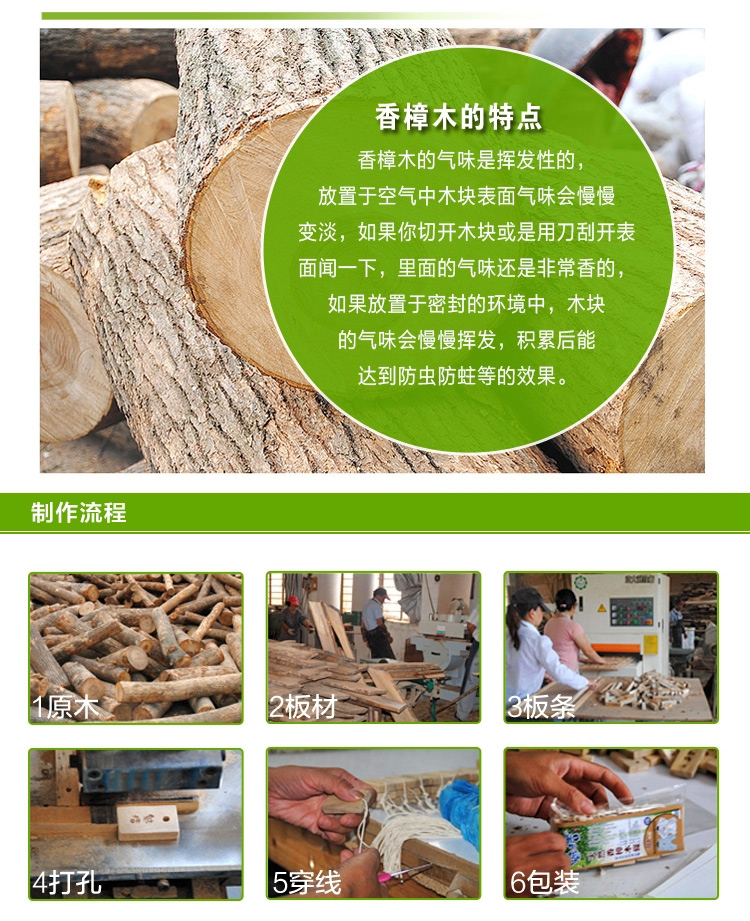 香樟木的特点
香樟木的气味是挥发性的，
放置于空气中木块表面气味会慢慢
变淡，如果你切开木块或是用刀刮开表
面闻一下，里面的气味还是非常香的，
如果放置于密封的环境中，木块
的气味会慢慢挥发，积累后能
达到防虫防蛀等的效果。
制作流程
1原木
2板材
3板条
4打孔
5穿线
6包装